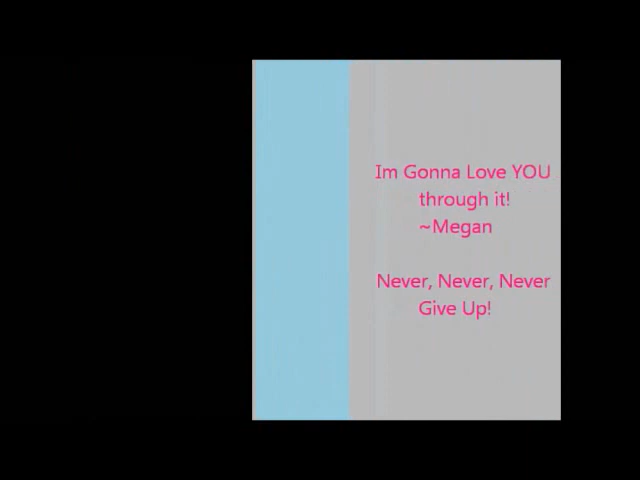 Im Gonna Love YOU
through it!
~Megan
Never, Never, Never
Give Up!